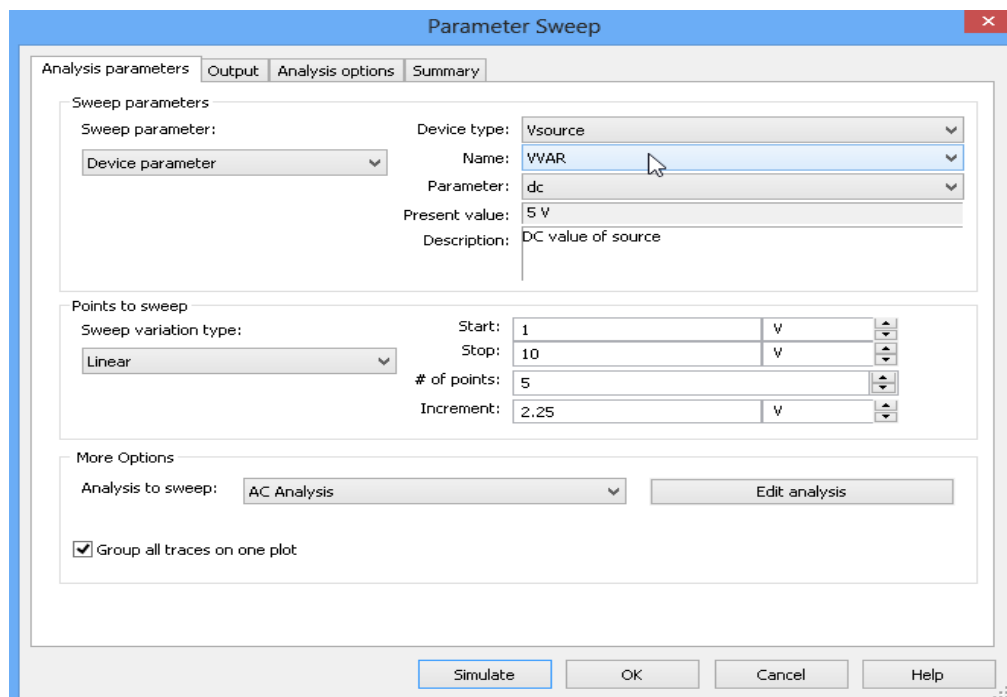 Parameter Sweep
Analysis parameters Output Analysis options Summary
Sweep parameters
Sweep parameter: Device type: Vsource
Device parameter Name: VVAR
Parameter: dc
Present value: 5 V
Description: DC value of source
Points to sweep
Sweep variation type: Start: 1 V
Linear Stop: 10 V
# of points: 5
Increment: 2.25 V
More Options
Analysis to sweep: AC Analysis Edit analysis
Group all traces on one plot
Simulate OK Cancel Help